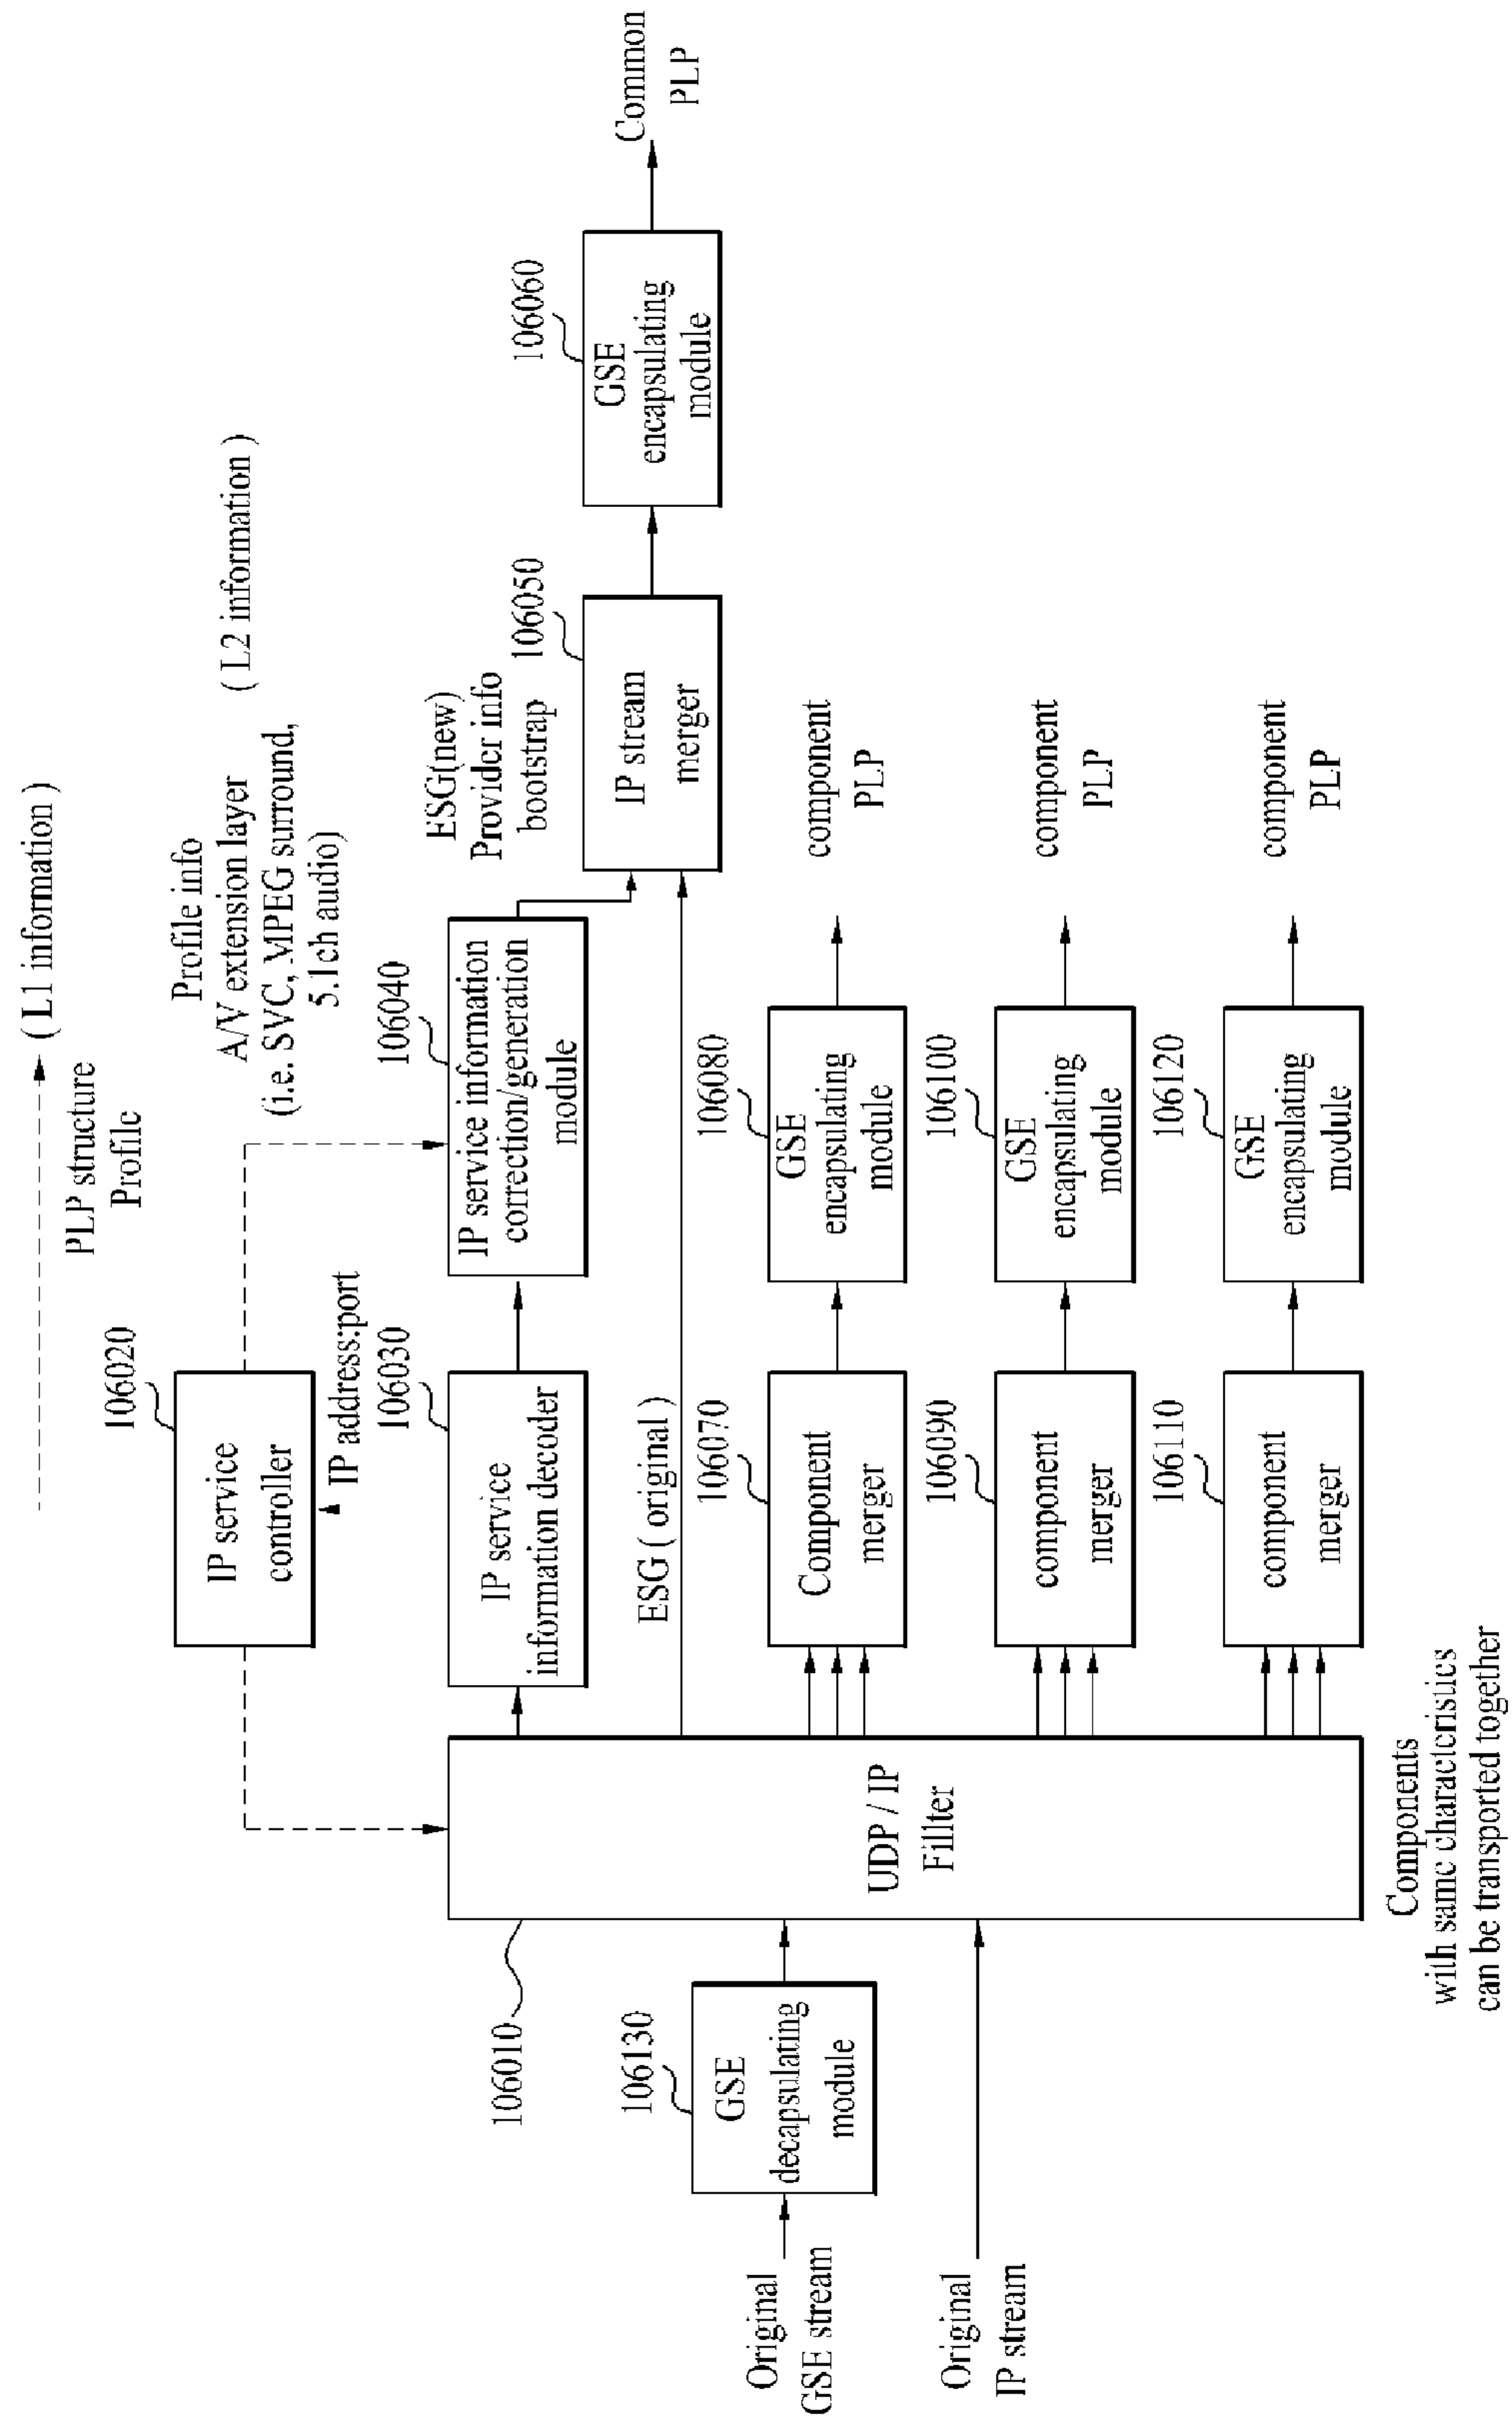 ( L1 information )
PLP structure
Profile
Profile info
A/V extension layer
(i.e. SVC, MPEG surround,
5.1ch audio)
( L2 information )
106020
IP service
controller
IP address:port
106030
IP service
information decoder
106040
IP service information
correction/generation
module
ESG(new)
Provider info
bootstrap
106050
IP stream
merger
106060
GSE
encapsulating
module
Common
PLP
ESG ( original )
106010
UDP / IP
Fillter
106130
GSE
decapsulating
module
Original
GSE stream
Original
IP stream
106070
Component
merger
106080
GSE
encapsulating
module
component
PLP
106090
component
merger
106100
GSE
encapsulating
module
component
PLP
106110
component
merger
106120
GSE
encapsulating
module
component
PLP
Components
with same characteristics
can be transported together